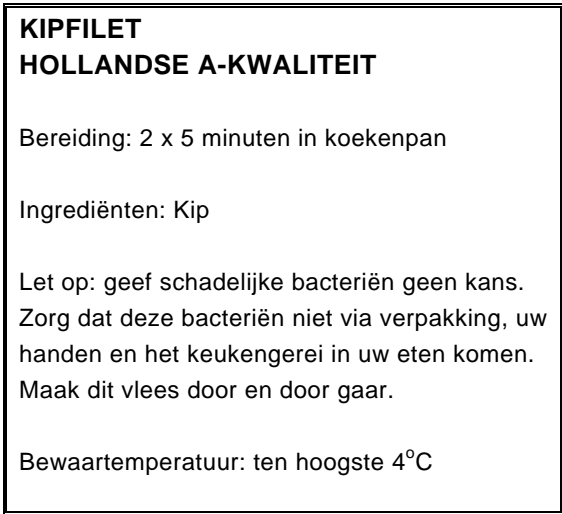 KIPFILET
HOLLANDSE A-KWALITEIT
Bereiding: 2 x 5 minuten in koekenpan
Ingrediënten: Kip
Let op: geef schadelijke bacteriën geen kans.
Zorg dat deze bacteriën niet via verpakking, uw
handen en het keukengerei in uw eten komen.
Maak dit vlees door en door gaar.
Bewaartemperatuur: ten hoogste 4°C